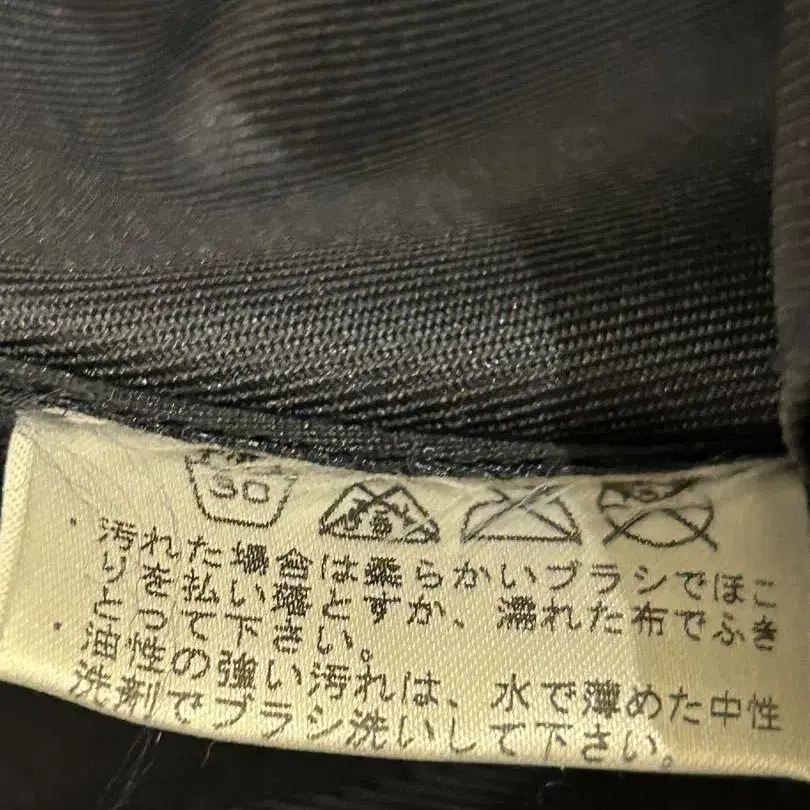 30
・汚れた場合は柔らかいブラシでほこ
りを払い落とすか、濡れた布でふき
とって下さい。
・油性の強い汚れは、水で薄めた中性
洗剤でブラシ洗いして下さい。